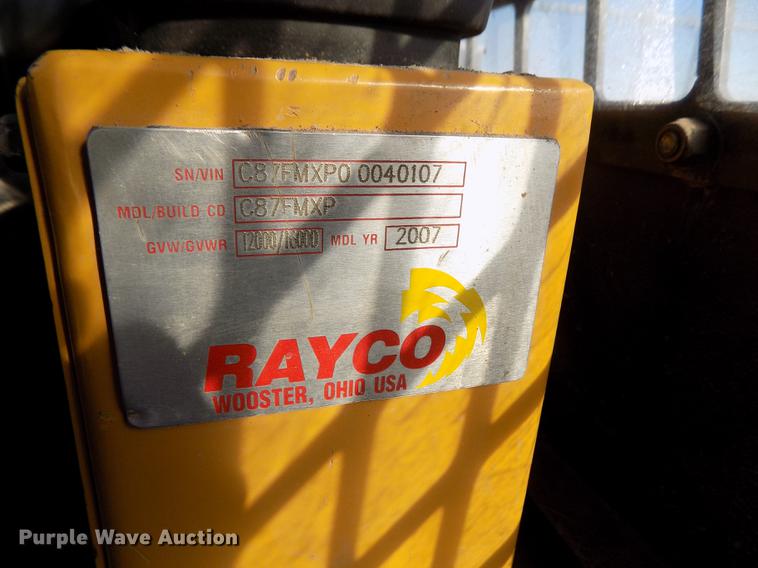 SN/VIN C87FMXP0 0040107
MDL/BUILD CD C87FMXP
GVW/GVWR 12000/16000 MDL YR 2007
RAYCO
WOOSTER, OHIO USA
Purple Wave Auction